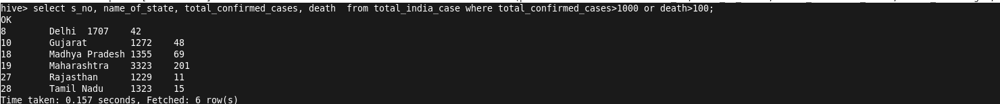 hive> select s_no, name_of_state, total_confirmed_cases, death  from total_india_case where total_confirmed_cases>1000 or death>100;
OK
8	Delhi	1707	42
10	Gujarat	1272	48
18	Madhya Pradesh	1355	69
19	Maharashtra	3323	201
27	Rajasthan	1229	11
28	Tamil Nadu	1323	15
Time taken: 0.157 seconds, Fetched: 6 row(s)